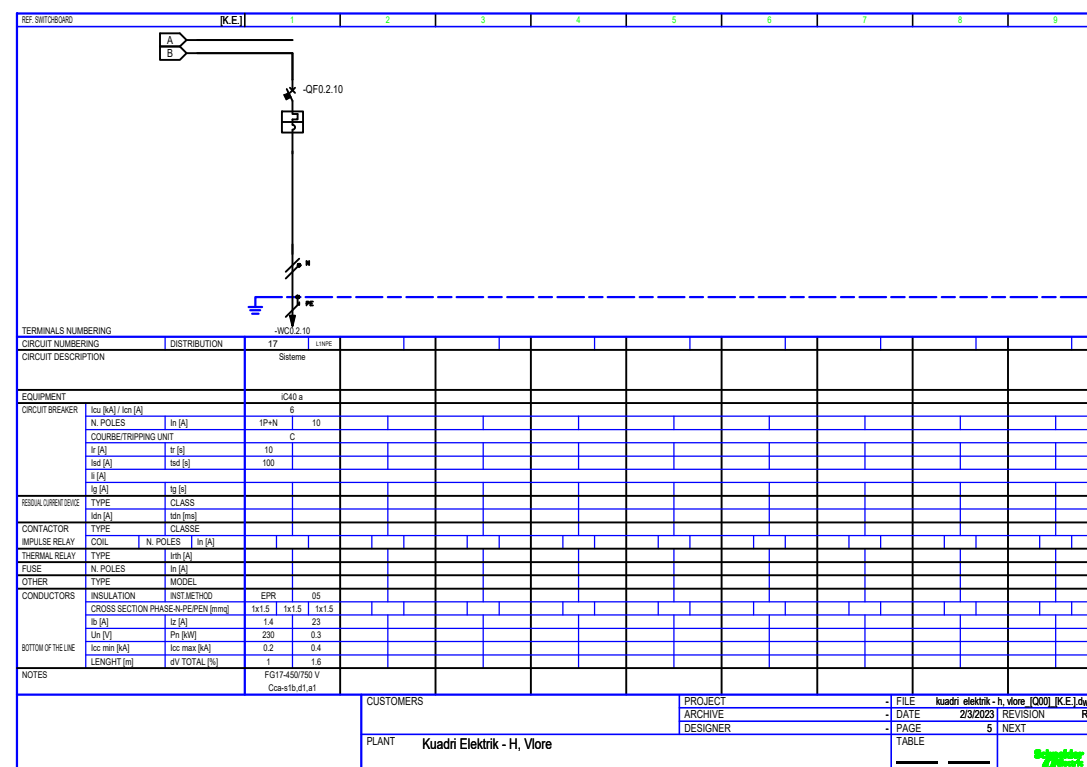 REF. SWITCHBOARD [K.E.] 1 2 3 4 5 6 7 8 9
A
B
-QF0.2.10
N
PE
TERMINALS NUMBERING -WC0.2.10
CIRCUIT NUMBERING DISTRIBUTION 17 L1NPE
CIRCUIT DESCRIPTION Sisteme
EQUIPMENT iC40 a
CIRCUIT BREAKER Icu [kA] / Icn [A] 6
N. POLES In [A] 1P+N 10
COURBE/TRIPPING UNIT C
Ir [A] tr [s] 10
Isd [A] tsd [s] 100
Ii [A]
Ig [A] tg [s]
RESIDUAL CURRENT DEVICE TYPE CLASS
Idn [A] tdn [ms]
CONTACTOR TYPE CLASSE
IMPULSE RELAY COIL N. POLES In [A]
THERMAL RELAY TYPE Irth [A]
FUSE N. POLES In [A]
OTHER TYPE MODEL
CONDUCTORS INSULATION INST.METHOD EPR 05
CROSS SECTION PHASE-N-PE/PEN [mmq] 1x1.5 1x1.5 1x1.5
Ib [A] Iz [A] 1.4 23
Un [V] Pn [kW] 230 0.3
BOTTOM OF THE LINE Icc min [kA] Icc max [kA] 0.2 0.4
LENGHT [m] dV TOTAL [%] 1 1.6
NOTES FG17-450/750 V
Cca-s1b,d1,a1
CUSTOMERS PROJECT - FILE kuadri elektrik - h, vlore_[Q00]_[K.E.].dw
ARCHIVE - DATE 2/3/2023 REVISION R
DESIGNER - PAGE 5 NEXT
PLANT Kuadri Elektrik - H, Vlore TABLE
Schneider